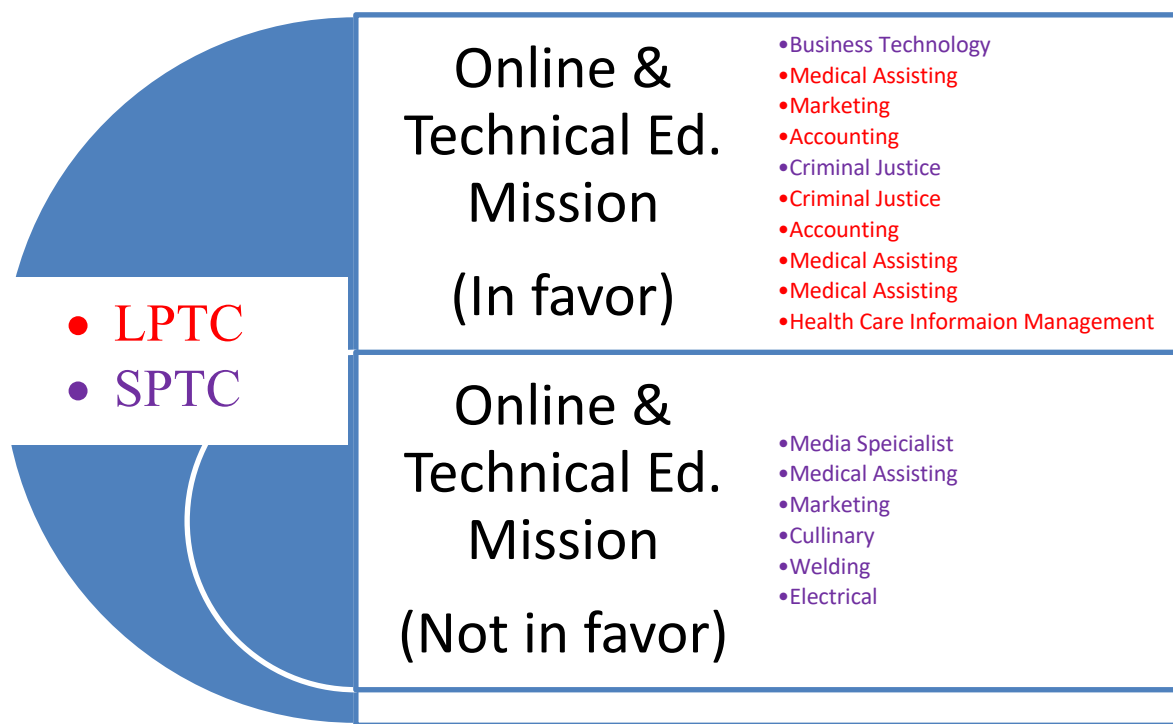 • LPTC
• SPTC
Online &
Technical Ed.
Mission
(In favor)
•Business Technology
•Medical Assisting
•Marketing
•Accounting
•Criminal Justice
•Criminal Justice
•Accounting
•Medical Assisting
•Medical Assisting
•Health Care Informaion Management
Online &
Technical Ed.
Mission
(Not in favor)
•Media Speicialist
•Medical Assisting
•Marketing
•Cullinary
•Welding
•Electrical